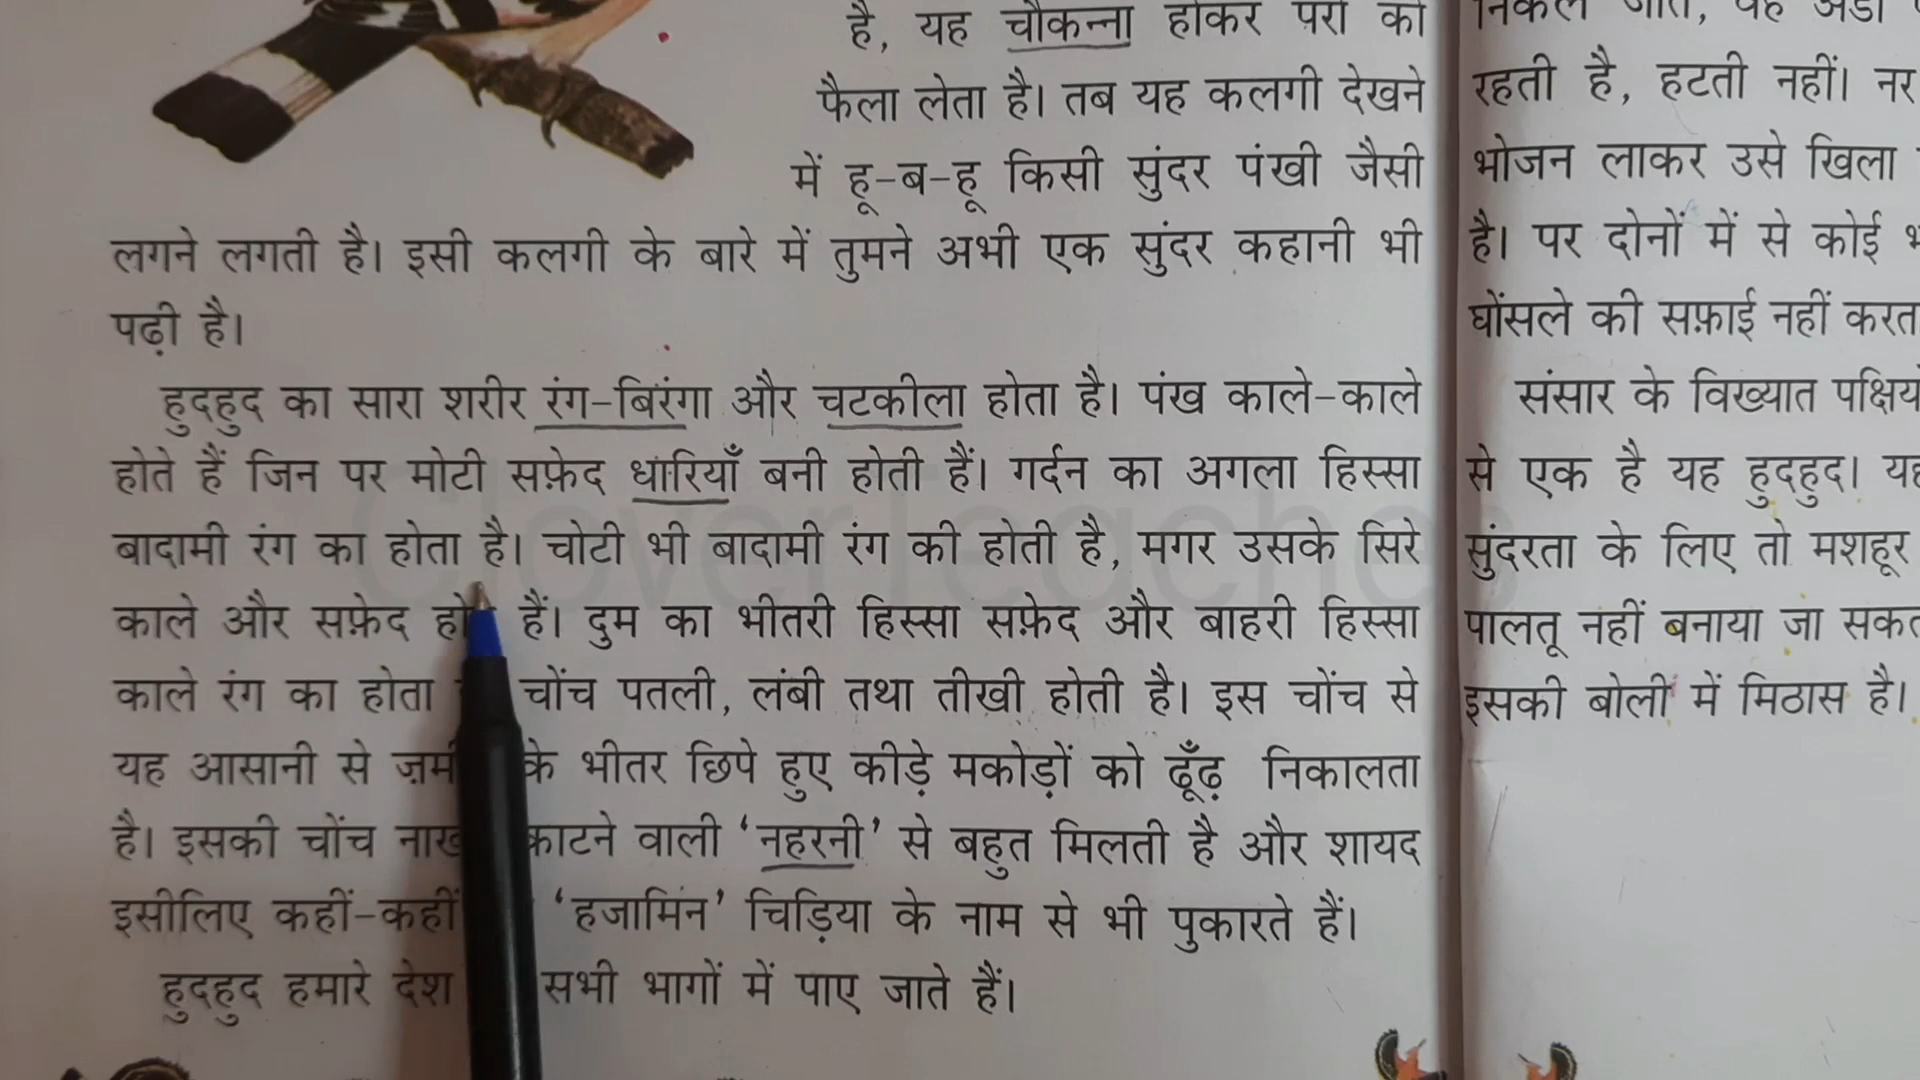 है, यह चौकन्ना होकर परों को
फैला लेता है। तब यह कलगी देखने
में हू-ब-हू किसी सुंदर पंखी जैसी
लगने लगती है। इसी कलगी के बारे में तुमने अभी एक सुंदर कहानी भी
पढ़ी है।
हुदहुद का सारा शरीर रंग-बिरंगा और चटकीला होता है। पंख काले-काले
होते हैं जिन पर मोटी सफ़ेद धारियाँ बनी होती हैं। गर्दन का अगला हिस्सा
बादामी रंग का होता है। चोटी भी बादामी रंग की होती है, मगर उसके सिरे
काले और सफ़ेद हैं। दुम का भीतरी हिस्सा सफ़ेद और बाहरी हिस्सा
काले रंग का होता चोंच पतली, लंबी तथा तीखी होती है। इस चोंच से
यह आसानी से के भीतर छिपे हुए कीड़े मकोड़ों को ढूँढ़ निकालता
है। इसकी चोंच काटने वाली ‘नहरनी’ से बहुत मिलती है और शायद
इसीलिए कहीं-कहीं ‘हजामिन’ चिड़िया के नाम से भी पुकारते हैं।
हुदहुद हमारे देश सभी भागों में पाए जाते हैं।
रहती है, हटती नहीं। नर
भोजन लाकर उसे खिला
है। पर दोनों में से कोई
घोंसले की सफ़ाई नहीं
संसार के विख्यात
से एक है यह हुदहुद।
सुंदरता के लिए तो मशहूर
पालतू नहीं बनाया जा
इसकी बोली में मिठास है।
CloverTeaches